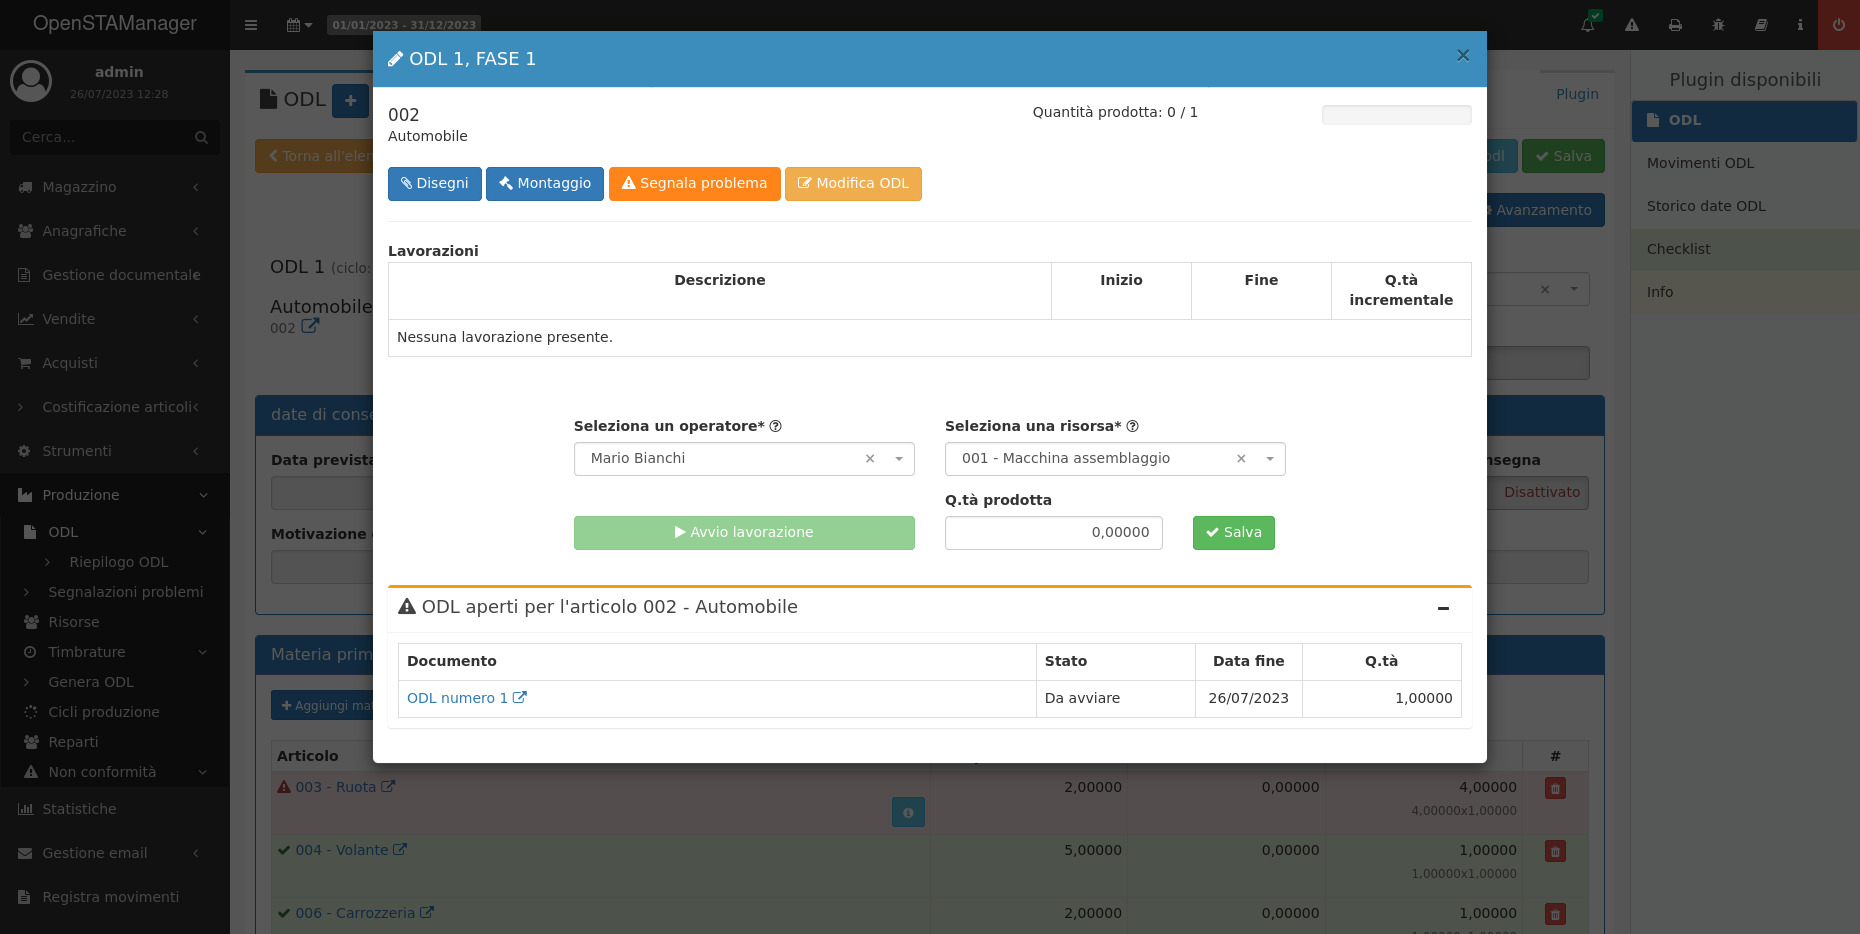 OpenSTAManager
01/01/2023 - 31/12/2023
admin
26/07/2023 12:28
Cerca...
Magazzino
Anagrafiche
Gestione documentale
Vendite
Acquisti
Costificazione articoli
Strumenti
Produzione
ODL
Riepilogo ODL
Segnalazioni problemi
Risorse
Timbrature
Genera ODL
Cicli produzione
Reparti
Non conformità
Statistiche
Gestione email
Registra movimenti
ODL
Plugin
Torna all'elen
odl
Salva
Avanzamento
ODL 1 (ciclo:
Automobile
002
date di conse
Data prevista
nsegna
Disattivato
Motivazione
Materia prim
Aggiungi mat
Articolo
#
003 - Ruota 2,00000 0,00000 4,00000
4,00000x1,00000
004 - Volante 5,00000 0,00000 1,00000
1,00000x1,00000
006 - Carrozzeria 2,00000 0,00000 1,00000
Plugin disponibili
ODL
Movimenti ODL
Storico date ODL
Checklist
Info
ODL 1, FASE 1
×
002
Automobile
Quantità prodotta: 0 / 1
Disegni Montaggio Segnala problema Modifica ODL
Lavorazioni
Descrizione Inizio Fine Q.tà
incrementale
Nessuna lavorazione presente.
Seleziona un operatore* Seleziona una risorsa*
Mario Bianchi × 001 - Macchina assemblaggio ×
Q.tà prodotta
Avvio lavorazione 0,00000 Salva
ODL aperti per l'articolo 002 - Automobile
Documento Stato Data fine Q.tà
ODL numero 1 Da avviare 26/07/2023 1,00000